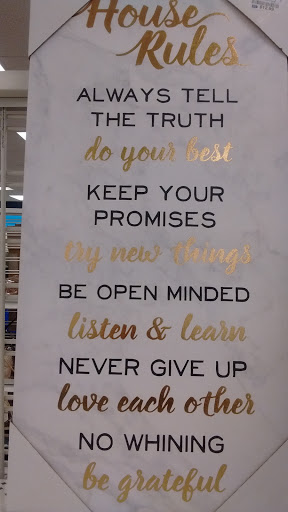 House
Rules
ALWAYS TELL
THE TRUTH
do your best
KEEP YOUR
PROMISES
try new things
BE OPEN MINDED
listen & learn
NEVER GIVE UP
love each other
NO WHINING
be grateful